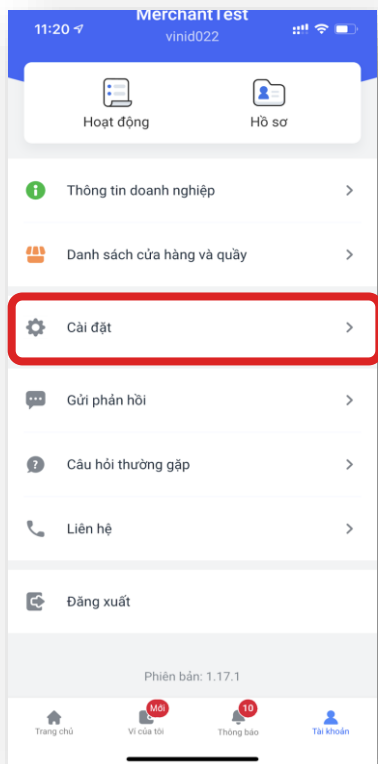 MerchantTest
11:20
vinid022
Hoạt động
Hồ sơ
Thông tin doanh nghiệp
Danh sách cửa hàng và quầy
Cài đặt
Gửi phản hồi
Câu hỏi thường gặp
Liên hệ
Đăng xuất
Phiên bản: 1.17.1
Mới
10
Trang chủ
Ví của tôi
Thông báo
Tài khoản